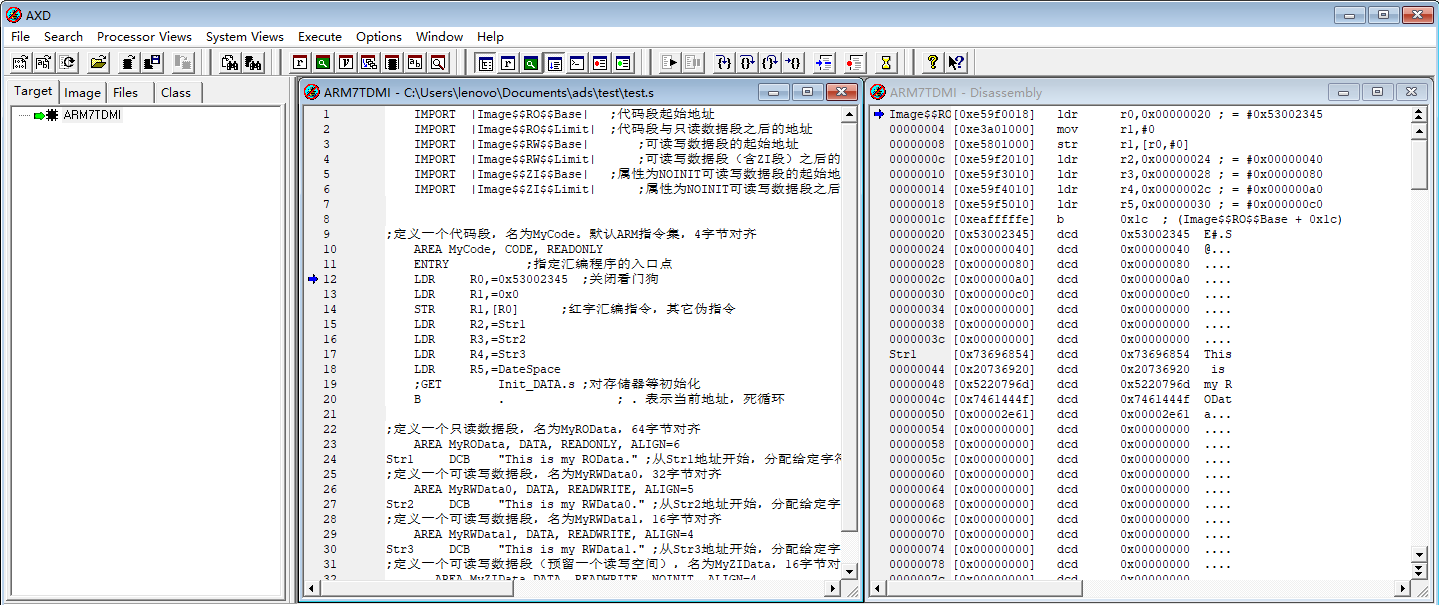 AXD
File Search Processor Views System Views Execute Options Window Help
Target Image Files Class
ARM7TDMI
ARM7TDMI - C:\Users\lenovo\Documents\ads\test\test.s
1 IMPORT |Image$$RO$$Base| ;代码段起始地址
2 IMPORT |Image$$RO$$Limit| ;代码段与只读数据段之后的地址
3 IMPORT |Image$$RW$$Base| ;可读写数据段的起始地址
4 IMPORT |Image$$RW$$Limit| ;可读写数据段（含ZI段）之后的
5 IMPORT |Image$$ZI$$Base| ;属性为NOINIT可读写数据段的起始地
6 IMPORT |Image$$ZI$$Limit| ;属性为NOINIT可读写数据段之后
7
8
9 ;定义一个代码段，名为MyCode。默认ARM指令集，4字节对齐
10 AREA MyCode, CODE, READONLY
11 ENTRY ;指定汇编程序的入口点
12 LDR R0,=0x53002345 ;关闭看门狗
13 LDR R1,=0x0
14 STR R1,[R0] ;红字汇编指令，其它伪指令
15 LDR R2,=Str1
16 LDR R3,=Str2
17 LDR R4,=Str3
18 LDR R5,=DateSpace
19 ;GET Init_DATA.s ;对存储器等初始化
20 B . ; . 表示当前地址，死循环
21
22 ;定义一个只读数据段，名为MyROData，64字节对齐
23 AREA MyROData, DATA, READONLY, ALIGN=6
24 Str1 DCB "This is my ROData." ;从Str1地址开始，分配给定字符
25 ;定义一个可读写数据段，名为MyRWData0，32字节对齐
26 AREA MyRWData0, DATA, READWRITE, ALIGN=5
27 Str2 DCB "This is my RWData0." ;从Str2地址开始，分配给定字
28 ;定义一个可读写数据段，名为MyRWData1，16字节对齐
29 AREA MyRWData1, DATA, READWRITE, ALIGN=4
30 Str3 DCB "This is my RWData1." ;从Str3地址开始，分配给定字
31 ;定义一个可读写数据段（预留一个读写空间），名为MyZIData，16字节对
32 AREA MyZIData, DATA, READWRITE, NOINIT, ALIGN=4
ARM7TDMI - Disassembly
Image$$RO [0xe59f0018] ldr r0,0x00000020 ; = #0x53002345
00000004 [0xe3a01000] mov r1,#0
00000008 [0xe5801000] str r1,[r0,#0]
0000000c [0xe59f2010] ldr r2,0x00000024 ; = #0x00000040
00000010 [0xe59f3010] ldr r3,0x00000028 ; = #0x00000080
00000014 [0xe59f4010] ldr r4,0x0000002c ; = #0x000000a0
00000018 [0xe59f5010] ldr r5,0x00000030 ; = #0x000000c0
0000001c [0xeafffffe] b 0x1c ; (Image$$RO$$Base + 0x1c)
00000020 [0x53002345] dcd 0x53002345 E#.S
00000024 [0x00000040] dcd 0x00000040 @...
00000028 [0x00000080] dcd 0x00000080 ....
0000002c [0x000000a0] dcd 0x000000a0 ....
00000030 [0x000000c0] dcd 0x000000c0 ....
00000034 [0x00000000] dcd 0x00000000 ....
00000038 [0x00000000] dcd 0x00000000 ....
0000003c [0x00000000] dcd 0x00000000 ....
Str1 [0x73696854] dcd 0x73696854 This
00000044 [0x20736920] dcd 0x20736920 is
00000048 [0x5220796d] dcd 0x5220796d my R
0000004c [0x7461444f] dcd 0x7461444f ODat
00000050 [0x00002e61] dcd 0x00002e61 a...
00000054 [0x00000000] dcd 0x00000000 ....
00000058 [0x00000000] dcd 0x00000000 ....
0000005c [0x00000000] dcd 0x00000000 ....
00000060 [0x00000000] dcd 0x00000000 ....
00000064 [0x00000000] dcd 0x00000000 ....
00000068 [0x00000000] dcd 0x00000000 ....
0000006c [0x00000000] dcd 0x00000000 ....
00000070 [0x00000000] dcd 0x00000000 ....
00000074 [0x00000000] dcd 0x00000000 ....
00000078 [0x00000000] dcd 0x00000000 ....
0000007c [0x00000000] dcd 0x00000000 ....